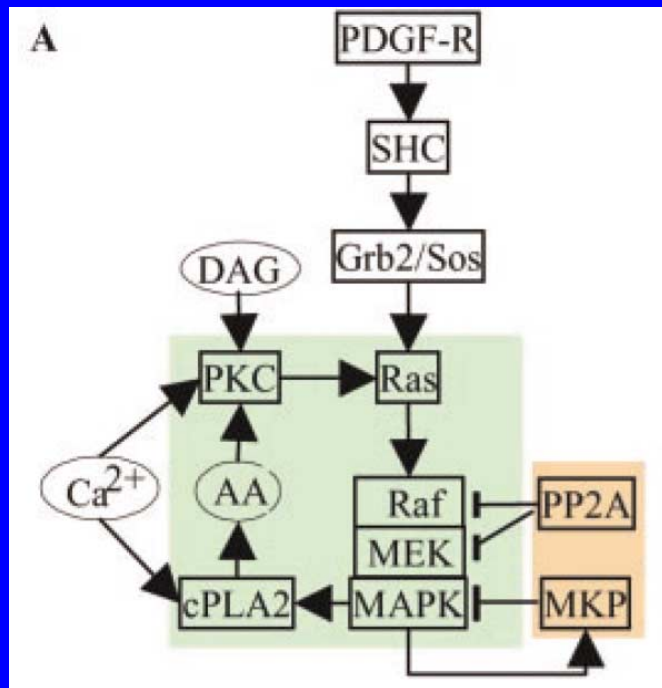 A
PDGF-R
SHC
Grb2/Sos
DAG
PKC
Ras
Ca2+
AA
Raf
PP2A
MEK
cPLA2
MAPK
MKP